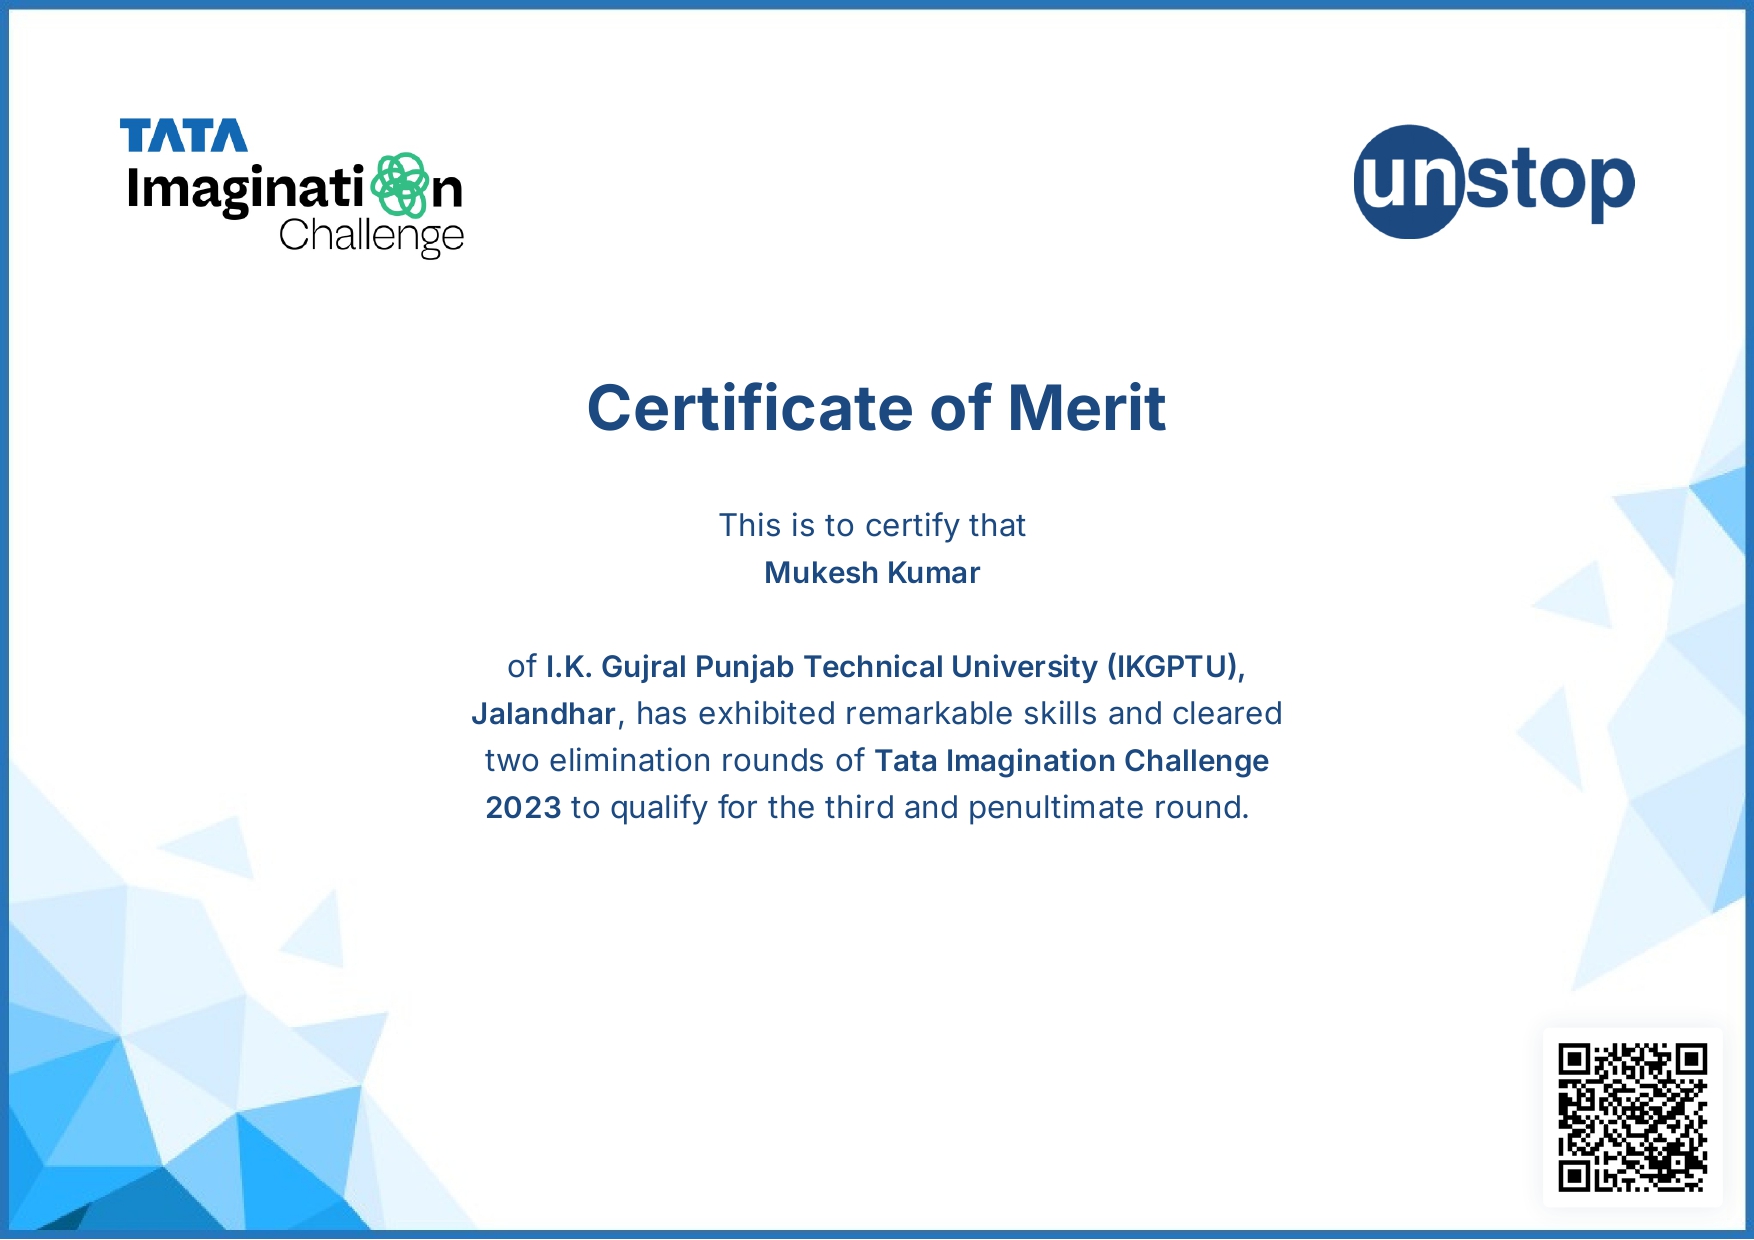 TATA
Imagination
Challenge
unstop
Certificate of Merit
This is to certify that
Mukesh Kumar
of I.K. Gujral Punjab Technical University (IKGPTU),
Jalandhar, has exhibited remarkable skills and cleared
two elimination rounds of Tata Imagination Challenge
2023 to qualify for the third and penultimate round.